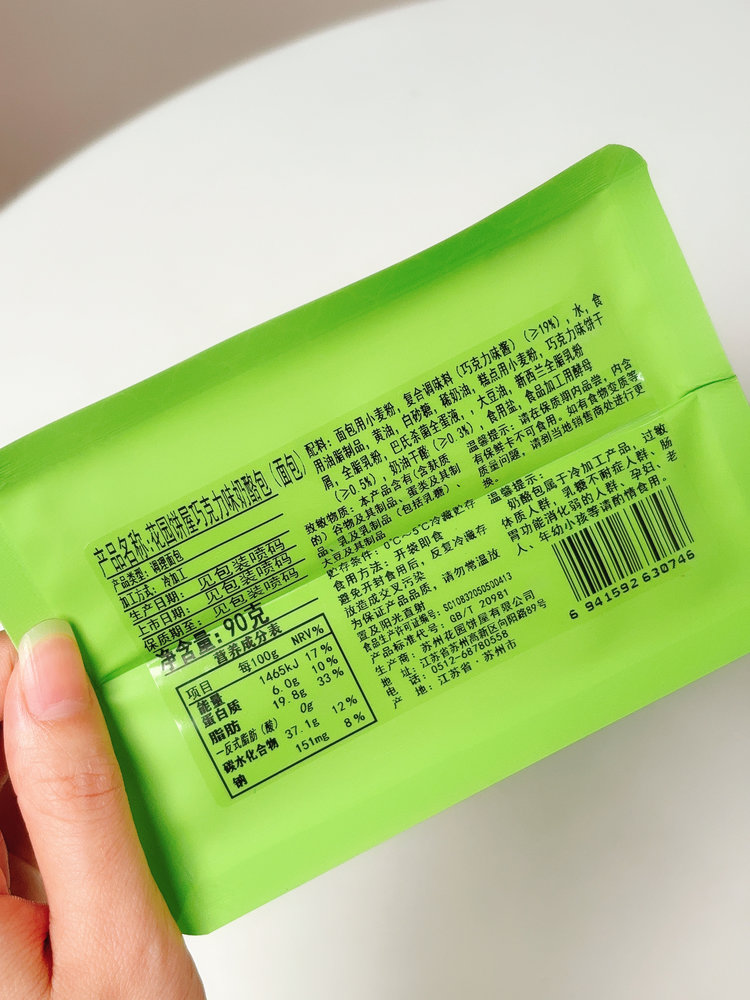 产品名称:花园饼屋巧克力味奶酪包（面包）
产品类型：调理面包
加工方式：冷加工
生产日期：见包装喷码
上市日期：见包装喷码
保质期至：见包装喷码
净含量:90克
营养成分表
项目 每100g NRV%
能量 1465kJ 17%
蛋白质 6.0g 10%
脂肪 19.8g 33%
—反式脂肪（酸） 0g
碳水化合物 37.1g 12%
钠 151mg 8%
配料：面包用小麦粉，复合调味料（巧克力味酱）（≥19%），水，食
用油脂制品，黄油，白砂糖，稀奶油，糕点用小麦粉，巧克力味饼干
屑，全脂乳粉，巴氏杀菌全蛋液，大豆油，新西兰全脂乳粉
（≥0.5%），奶油干酪（≥0.3%），食用盐，食品加工用酵母
致敏物质：本产品含有(含麸质
的）谷物及其制品、蛋类及其制
品、乳及乳制品（包括乳糖）、
大豆及其制品
贮存条件：0℃~5℃冷藏贮存
食用方法：开装即食
避免开封食用后，反复冷藏存
放造成交叉污染
为保证产品品质，请勿常温放
置及阳光直射
食品生产许可证编号：SC10832050500413
产品标准代号：GB/T 20981
生产商：苏州花园饼屋有限公司
地 址：江苏省苏州高新区向阳路89号
电 话：0512-68780558
产 地：江苏省·苏州市
温馨提示：请在保质期内品尝，内含
有保鲜卡不可食用，如有食物变质等
质量问题，请到当地销售商处进行更
换。
温馨提示：
奶酪包属于冷加工产品，过敏
体质人群、乳糖不耐症人群、肠
胃功能消化弱的人群、孕妇、老
人、年幼小孩等请酌情食用。
6 941592 630746